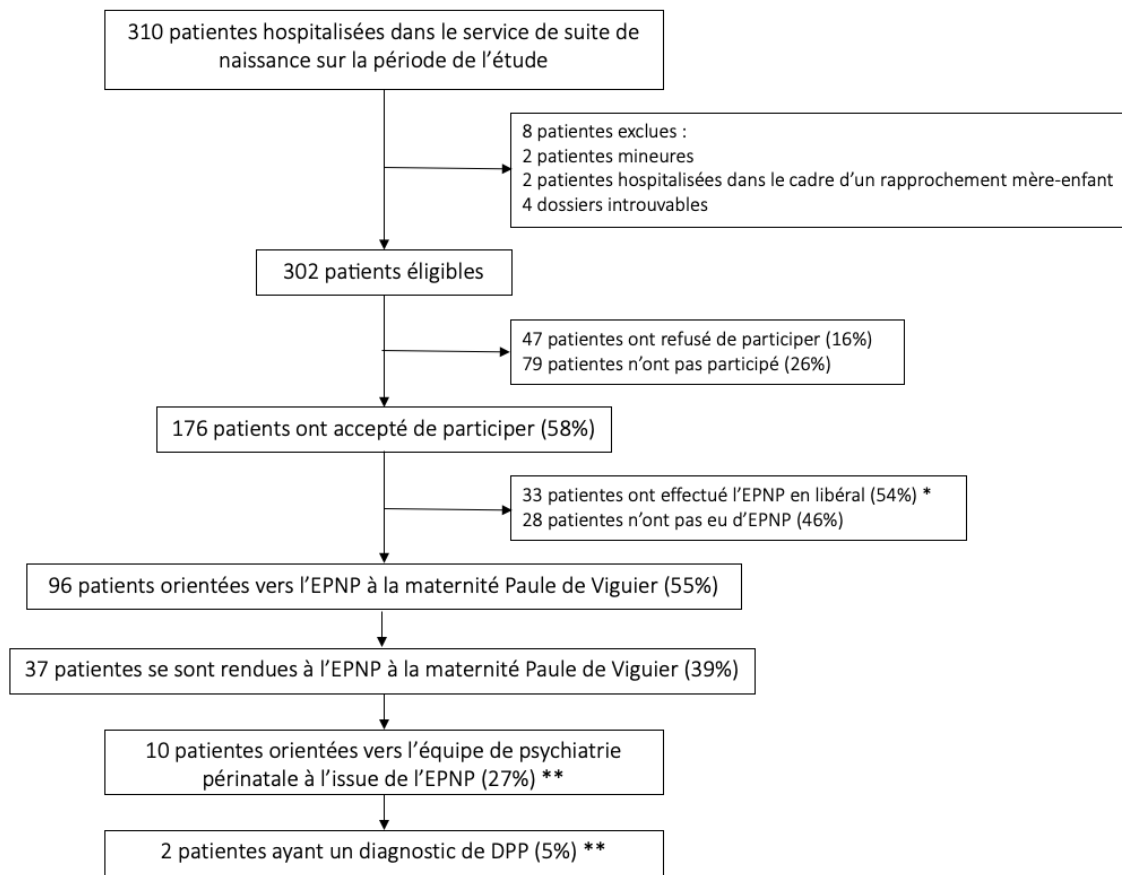 310 patientes hospitalisées dans le service de suite de
naissance sur la période de l'étude
8 patientes exclues :
2 patientes mineures
2 patientes hospitalisées dans le cadre d'un rapprochement mère-enfant
4 dossiers introuvables
302 patients éligibles
47 patientes ont refusé de participer (16%)
79 patientes n'ont pas participé (26%)
176 patients ont accepté de participer (58%)
33 patientes ont effectué l'EPNP en libéral (54%) *
28 patientes n'ont pas eu d'EPNP (46%)
96 patients orientées vers l'EPNP à la maternité Paule de Viguier (55%)
37 patientes se sont rendues à l'EPNP à la maternité Paule de Viguier (39%)
10 patientes orientées vers l'équipe de psychiatrie
périnatale à l'issue de l'EPNP (27%) **
2 patientes ayant un diagnostic de DPP (5%) **